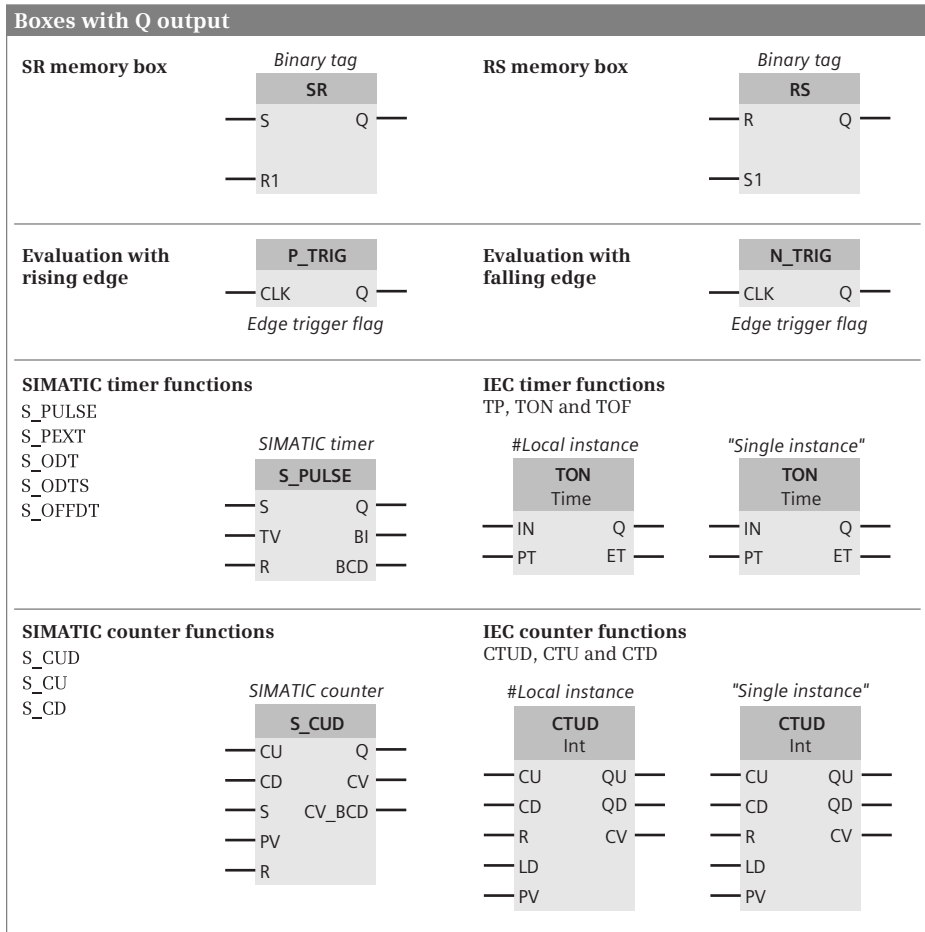 Boxes with Q output
SR memory box
Binary tag
SR
S Q
R1
RS memory box
Binary tag
RS
R Q
S1
Evaluation with
rising edge
P_TRIG
CLK Q
Edge trigger flag
Evaluation with
falling edge
N_TRIG
CLK Q
Edge trigger flag
SIMATIC timer functions
S_PULSE
S_PEXT
S_ODT
S_ODTS
S_OFFDT
SIMATIC timer
S_PULSE
S Q
TV BI
R BCD
IEC timer functions
TP, TON and TOF
#Local instance
TON
Time
IN Q
PT ET
"Single instance"
TON
Time
IN Q
PT ET
SIMATIC counter functions
S_CUD
S_CU
S_CD
SIMATIC counter
S_CUD
CU Q
CD CV
S CV_BCD
PV
R
IEC counter functions
CTUD, CTU and CTD
#Local instance
CTUD
Int
CU QU
CD QD
R CV
LD
PV
"Single instance"
CTUD
Int
CU QU
CD QD
R CV
LD
PV